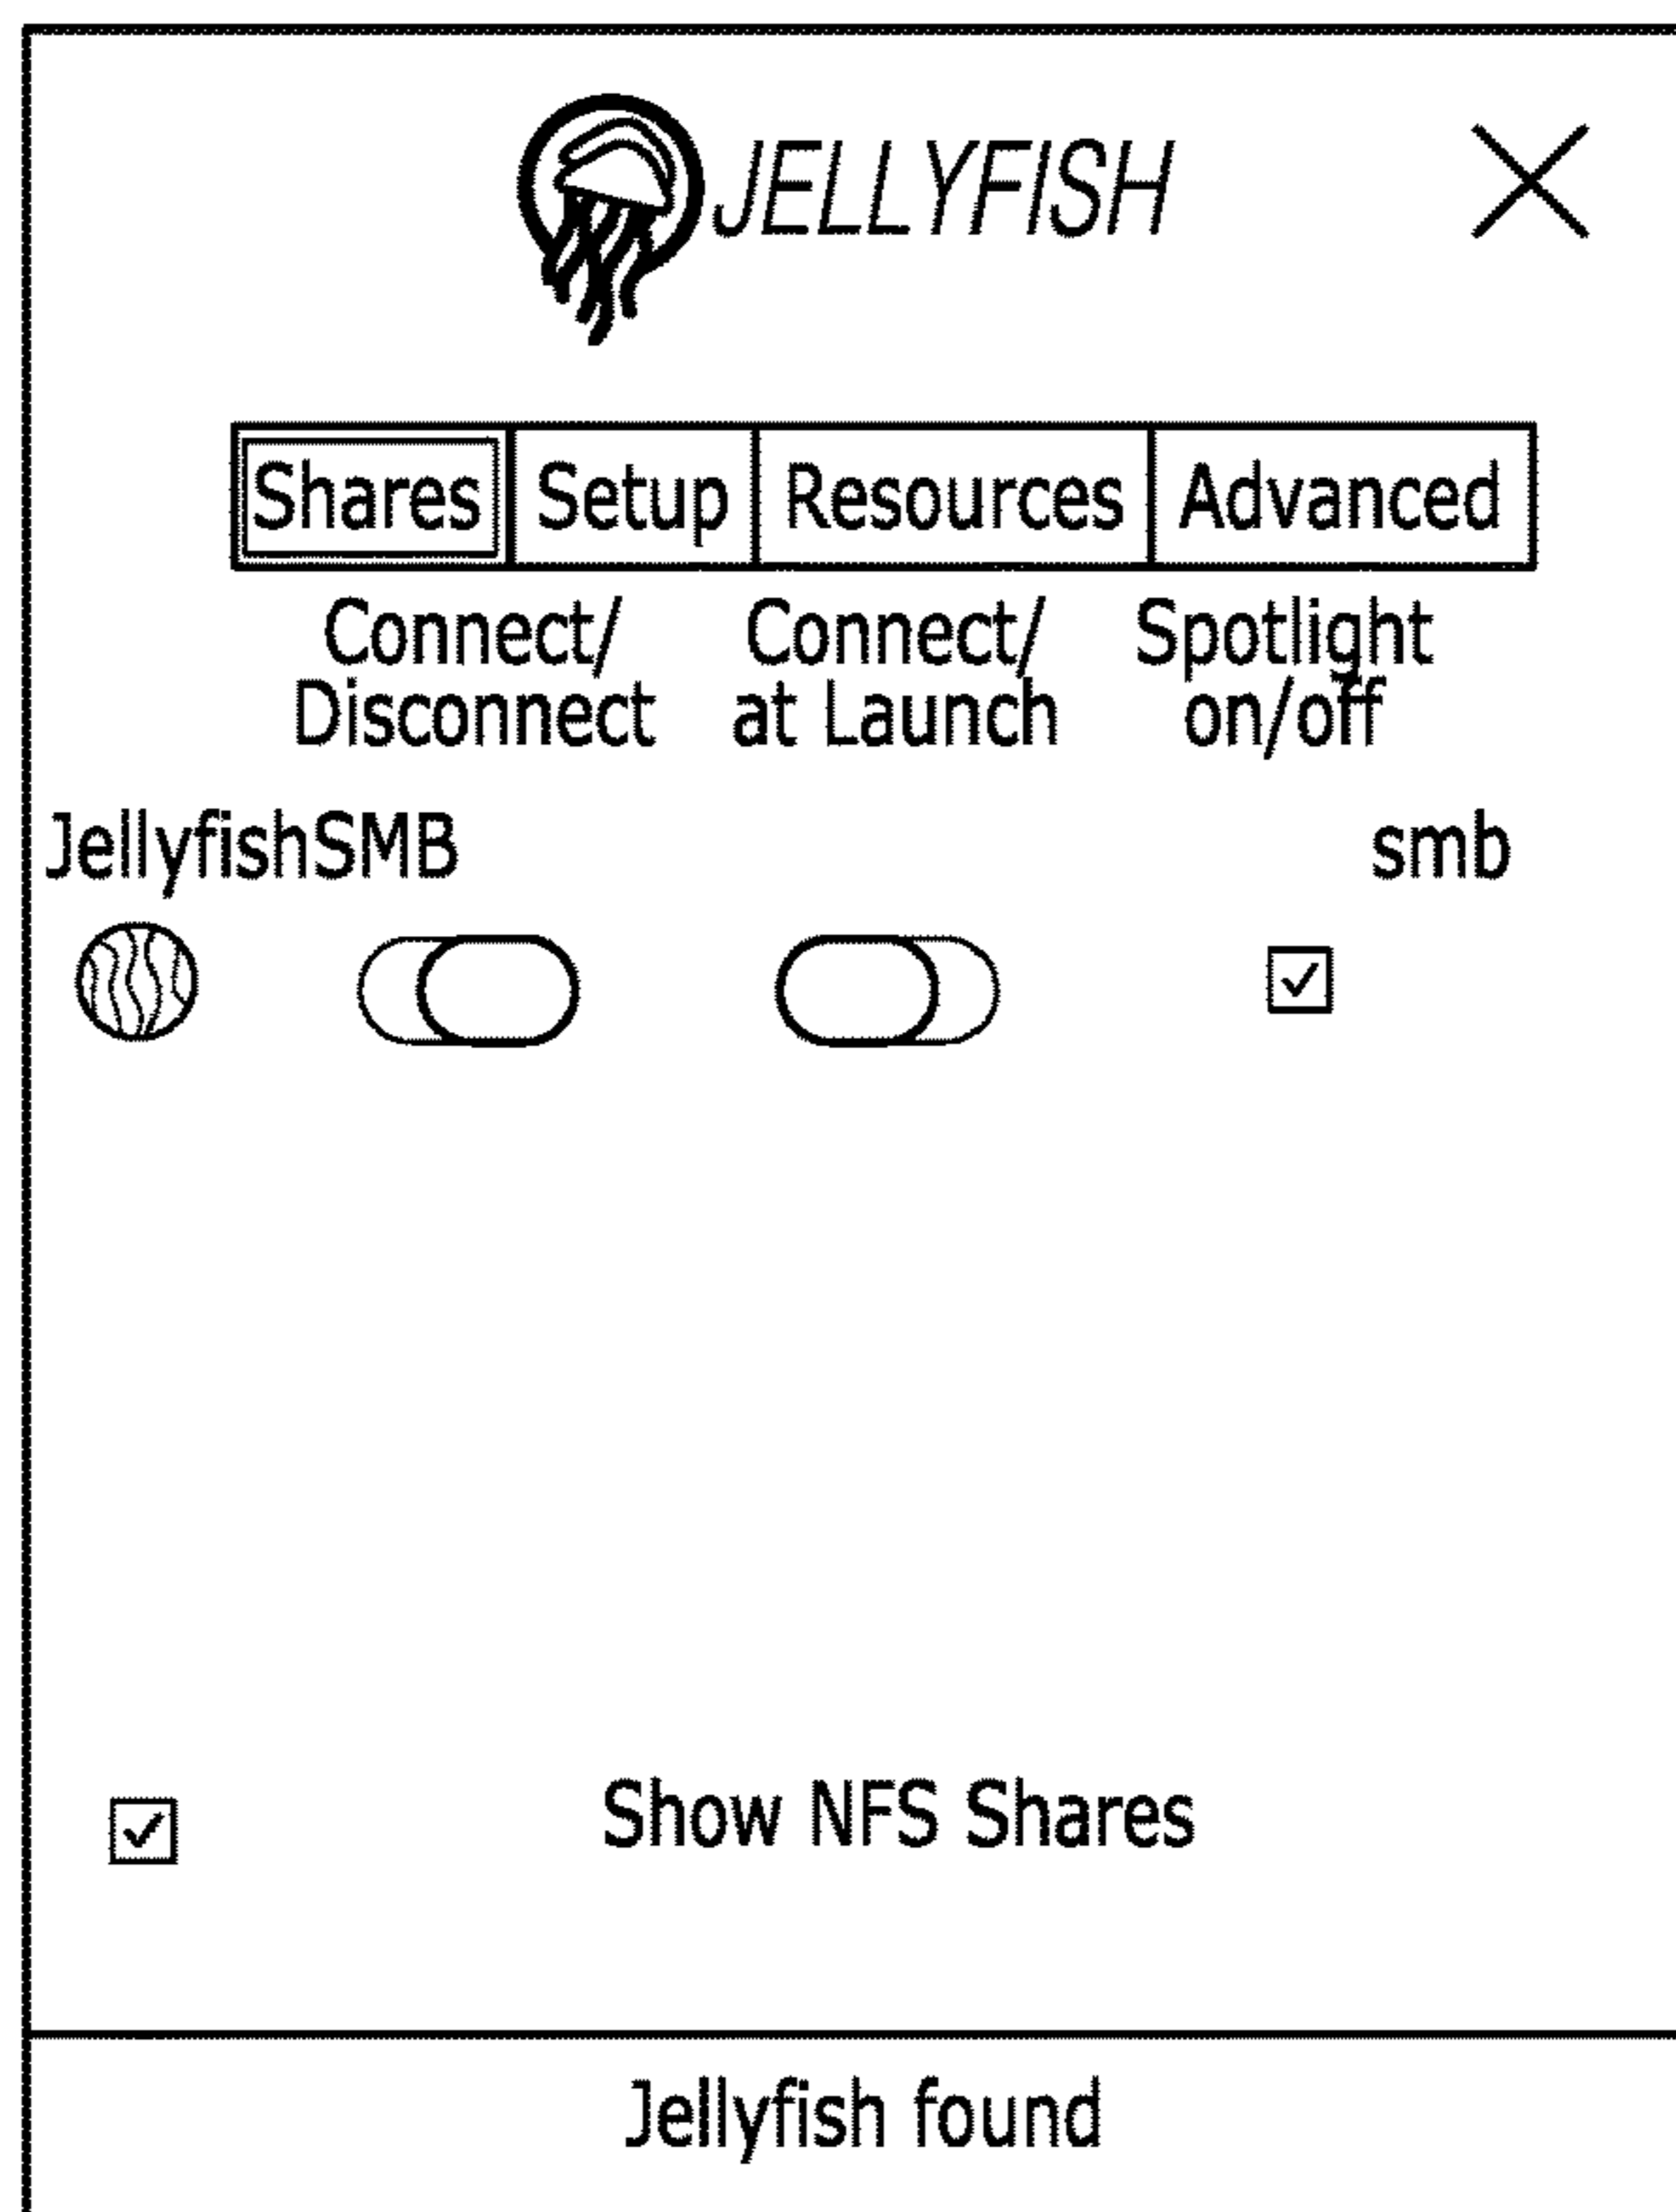 JELLYFISH
Shares Setup Resources Advanced
Connect/ Connect/ Spotlight
Disconnect at Launch on/off
JellyfishSMB smb
Show NFS Shares
Jellyfish found